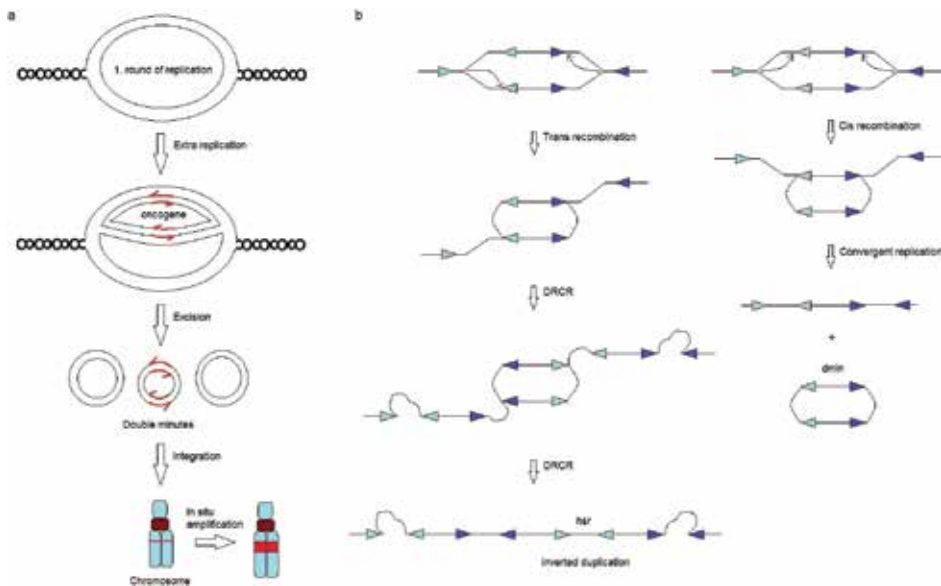 a
1. round of replication
Extra replication
oncogene
Excision
Double minutes
Integration
In situ
amplification
Chromosome
b
Trans recombination
DRCR
DRCR
hsr
inverted duplication
Cis recombination
Convergent replication
+
dmin